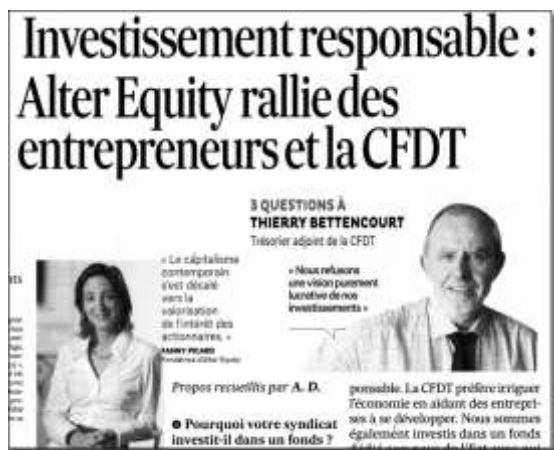 Investissement responsable :
Alter Equity rallie des
entrepreneurs et la CFDT
3 QUESTIONS À
THIERRY BETTENCOURT
Trésorier adjoint de la CFDT
« Nous refusons
une vision purement
lucrative de nos
investissements »
« Le capitalisme
contemporain
s'est décalé
vers la
valorisation
de l'intérêt des
actionnaires. »
FANNY PICARD
Fondatrice d'Alter Equity
Propos recueillis par A. D.
Pourquoi votre syndicat
investit-il dans un fonds ?
ponsable. La CFDT préfère irriguer
l'économie en aidant des entrepri-
ses à se développer. Nous sommes
également investis dans un fonds